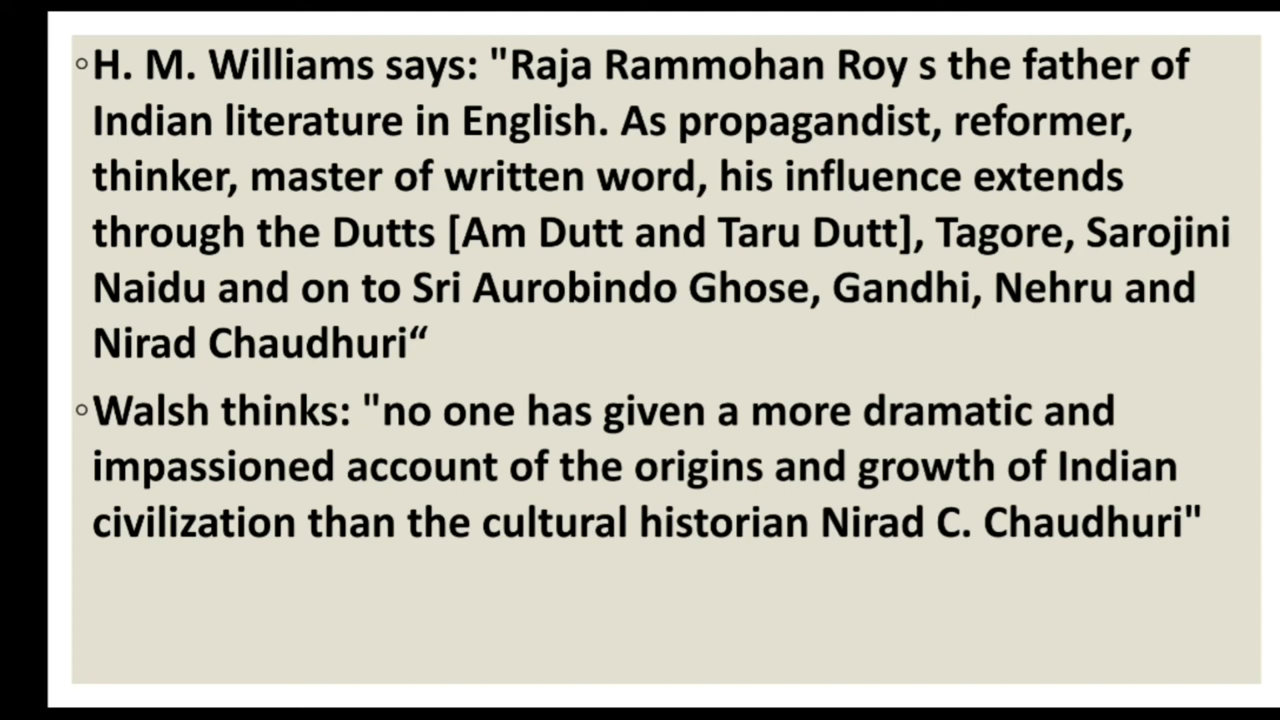 ◦H. M. Williams says: "Raja Rammohan Roy s the father of
Indian literature in English. As propagandist, reformer,
thinker, master of written word, his influence extends
through the Dutts [Am Dutt and Taru Dutt], Tagore, Sarojini
Naidu and on to Sri Aurobindo Ghose, Gandhi, Nehru and
Nirad Chaudhuri“
◦Walsh thinks: "no one has given a more dramatic and
impassioned account of the origins and growth of Indian
civilization than the cultural historian Nirad C. Chaudhuri"